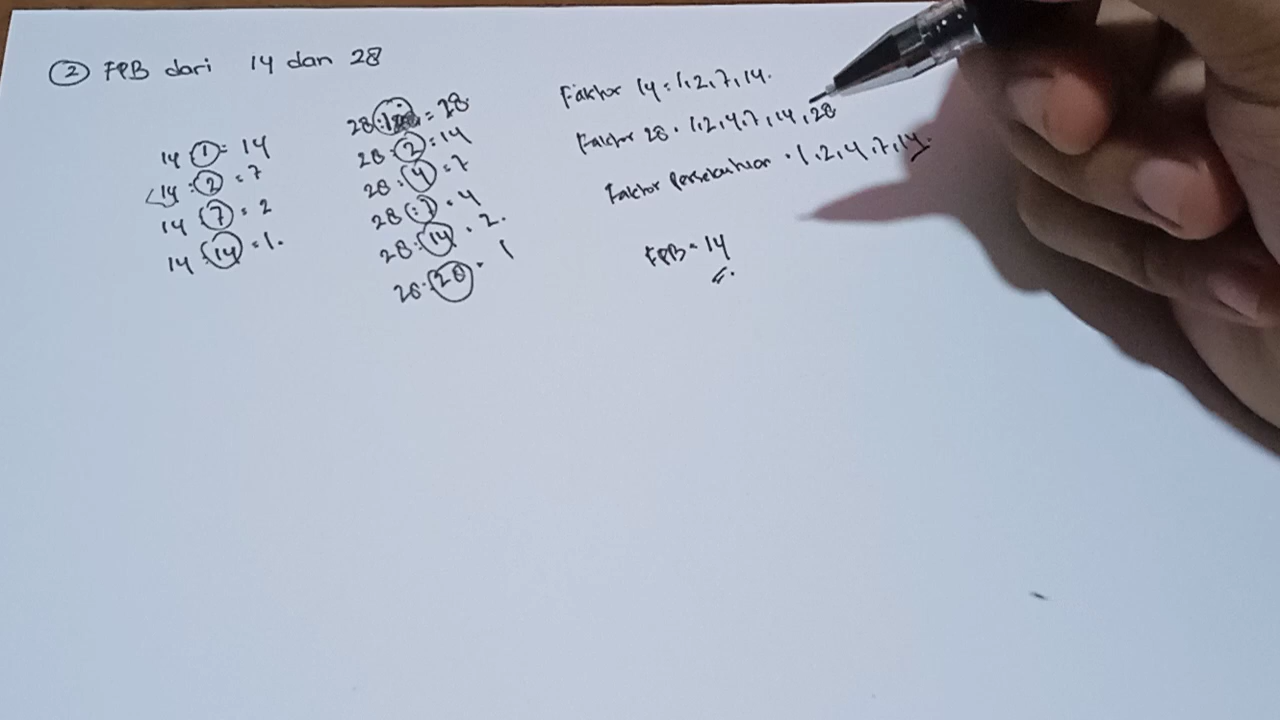 ② FPB dari 14 dan 28
14 : 1 = 14
14 : 2 = 7
14 : 7 = 2
14 : 14 = 1.
28 : 1 = 28.
28 : 2 = 14
28 : 4 = 7
28 : 7 = 4
28 : 14 = 2.
28 : 28 = 1
Faktor 14 = 1, 2, 7, 14.
Faktor 28 = 1, 2, 4, 7, 14, 28
Faktor Persekutuan = 1, 2, 4, 7, 14.
FPB = 14